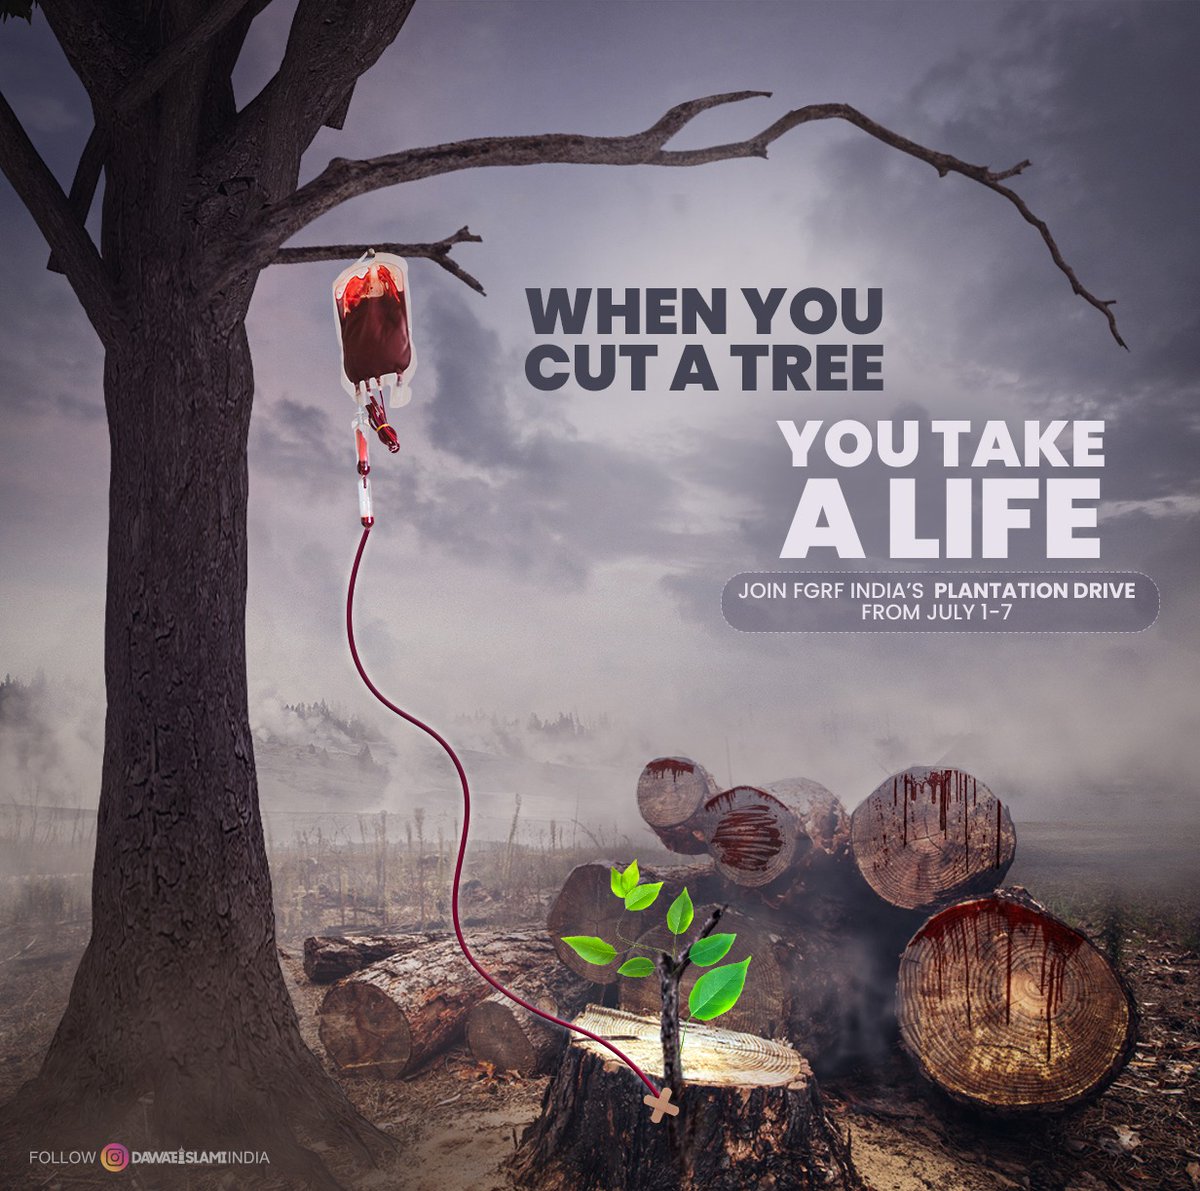 WHEN YOU
CUT A TREE
YOU TAKE
A LIFE
JOIN FGRF INDIA'S PLANTATION DRIVE
FROM JULY 1-7
FOLLOW DAWATEISLAMIINDIA